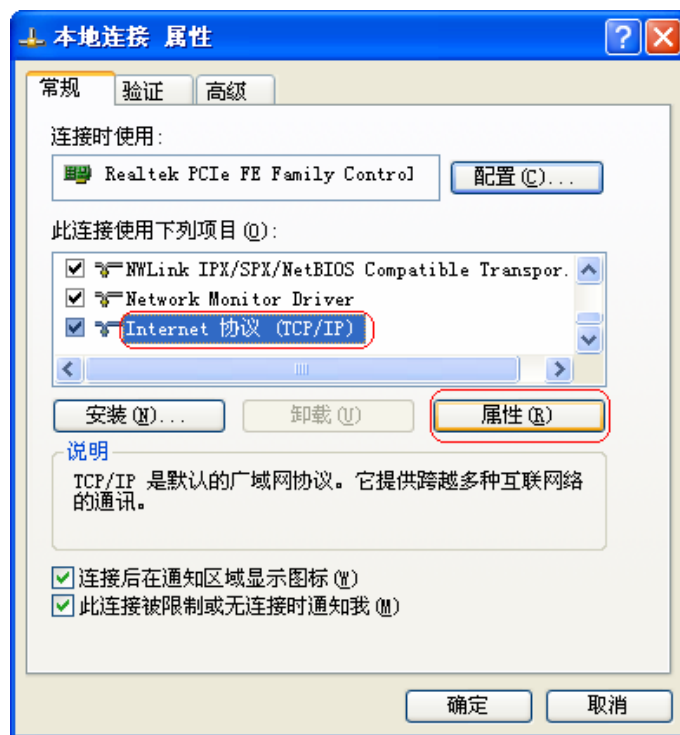 本地连接 属性
常规
验证
高级
连接时使用:
Realtek PCIe FE Family Control
配置(C)...
此连接使用下列项目(O):
NWLink IPX/SPX/NetBIOS Compatible Transpor.
Network Monitor Driver
Internet 协议 (TCP/IP)
安装(N)...
卸载(U)
属性(R)
说明
TCP/IP 是默认的广域网协议。它提供跨越多种互联网络
的通讯。
连接后在通知区域显示图标(W)
此连接被限制或无连接时通知我(M)
确定
取消